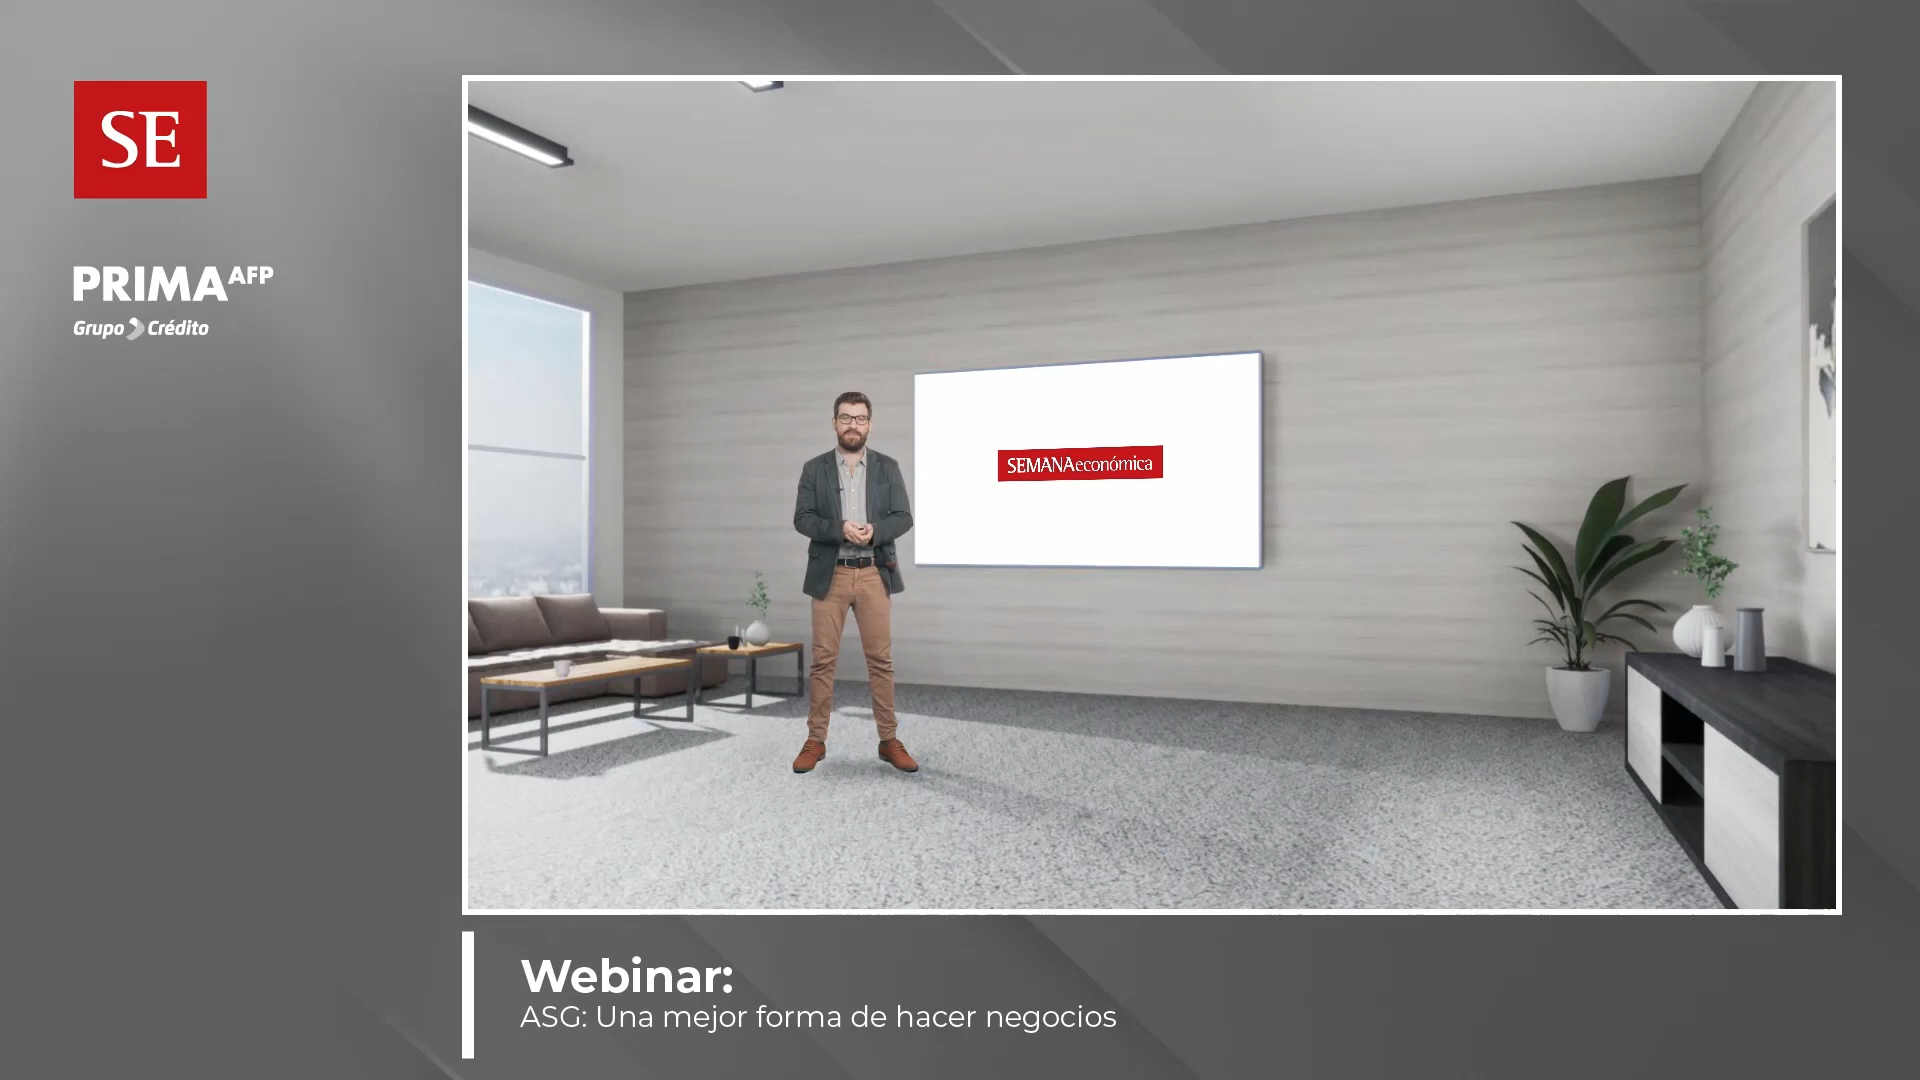 SE
PRIMA AFP
Grupo Crédito
SEMANAeconómica
Webinar:
ASG: Una mejor forma de hacer negocios